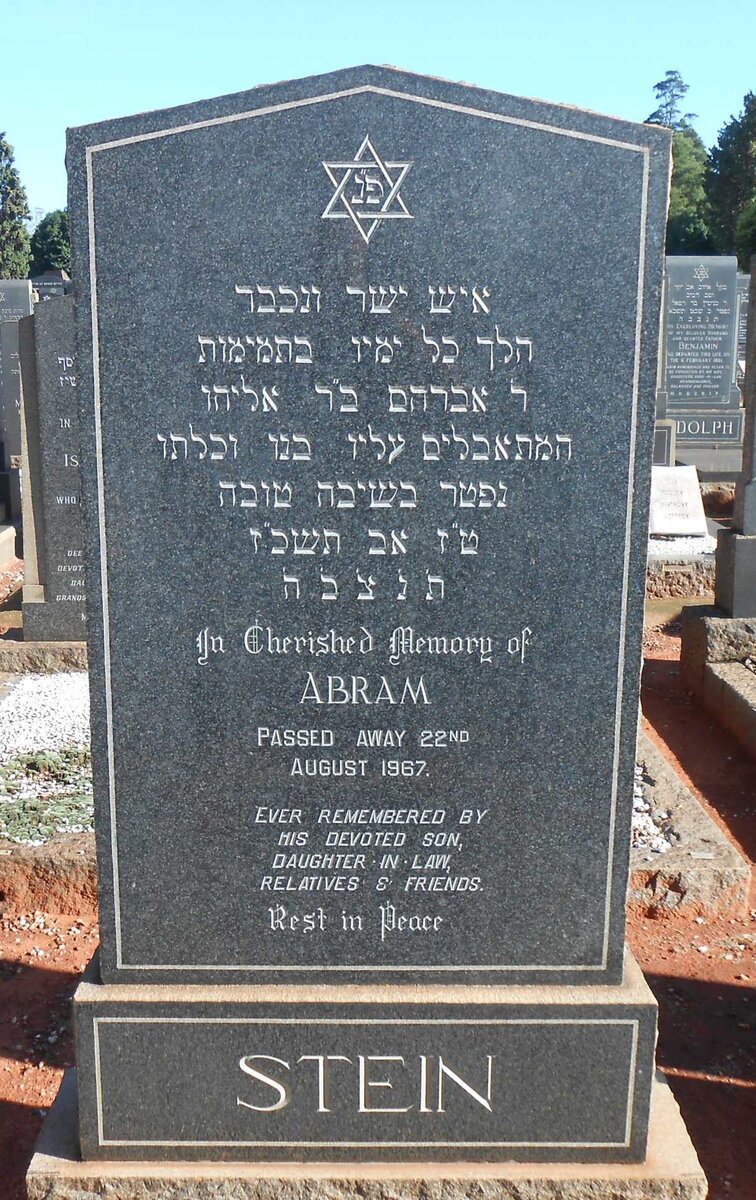 פ"נ
איש ישר ונכבד
הלך כל ימיו בתמימות
ר אברהם ב"ר אליהו
המתאבלים עליו בנו וכלתו
נפטר בשיבה טובה
ט"ז אב תשכ"ז
ת נ צ ב ה
In Cherished Memory of
ABRAM
PASSED AWAY 22ND
AUGUST 1967.
EVER REMEMBERED BY
HIS DEVOTED SON,
DAUGHTER·IN·LAW,
RELATIVES & FRIENDS.
Rest in Peace
STEIN
BENJAMIN
DOLPH